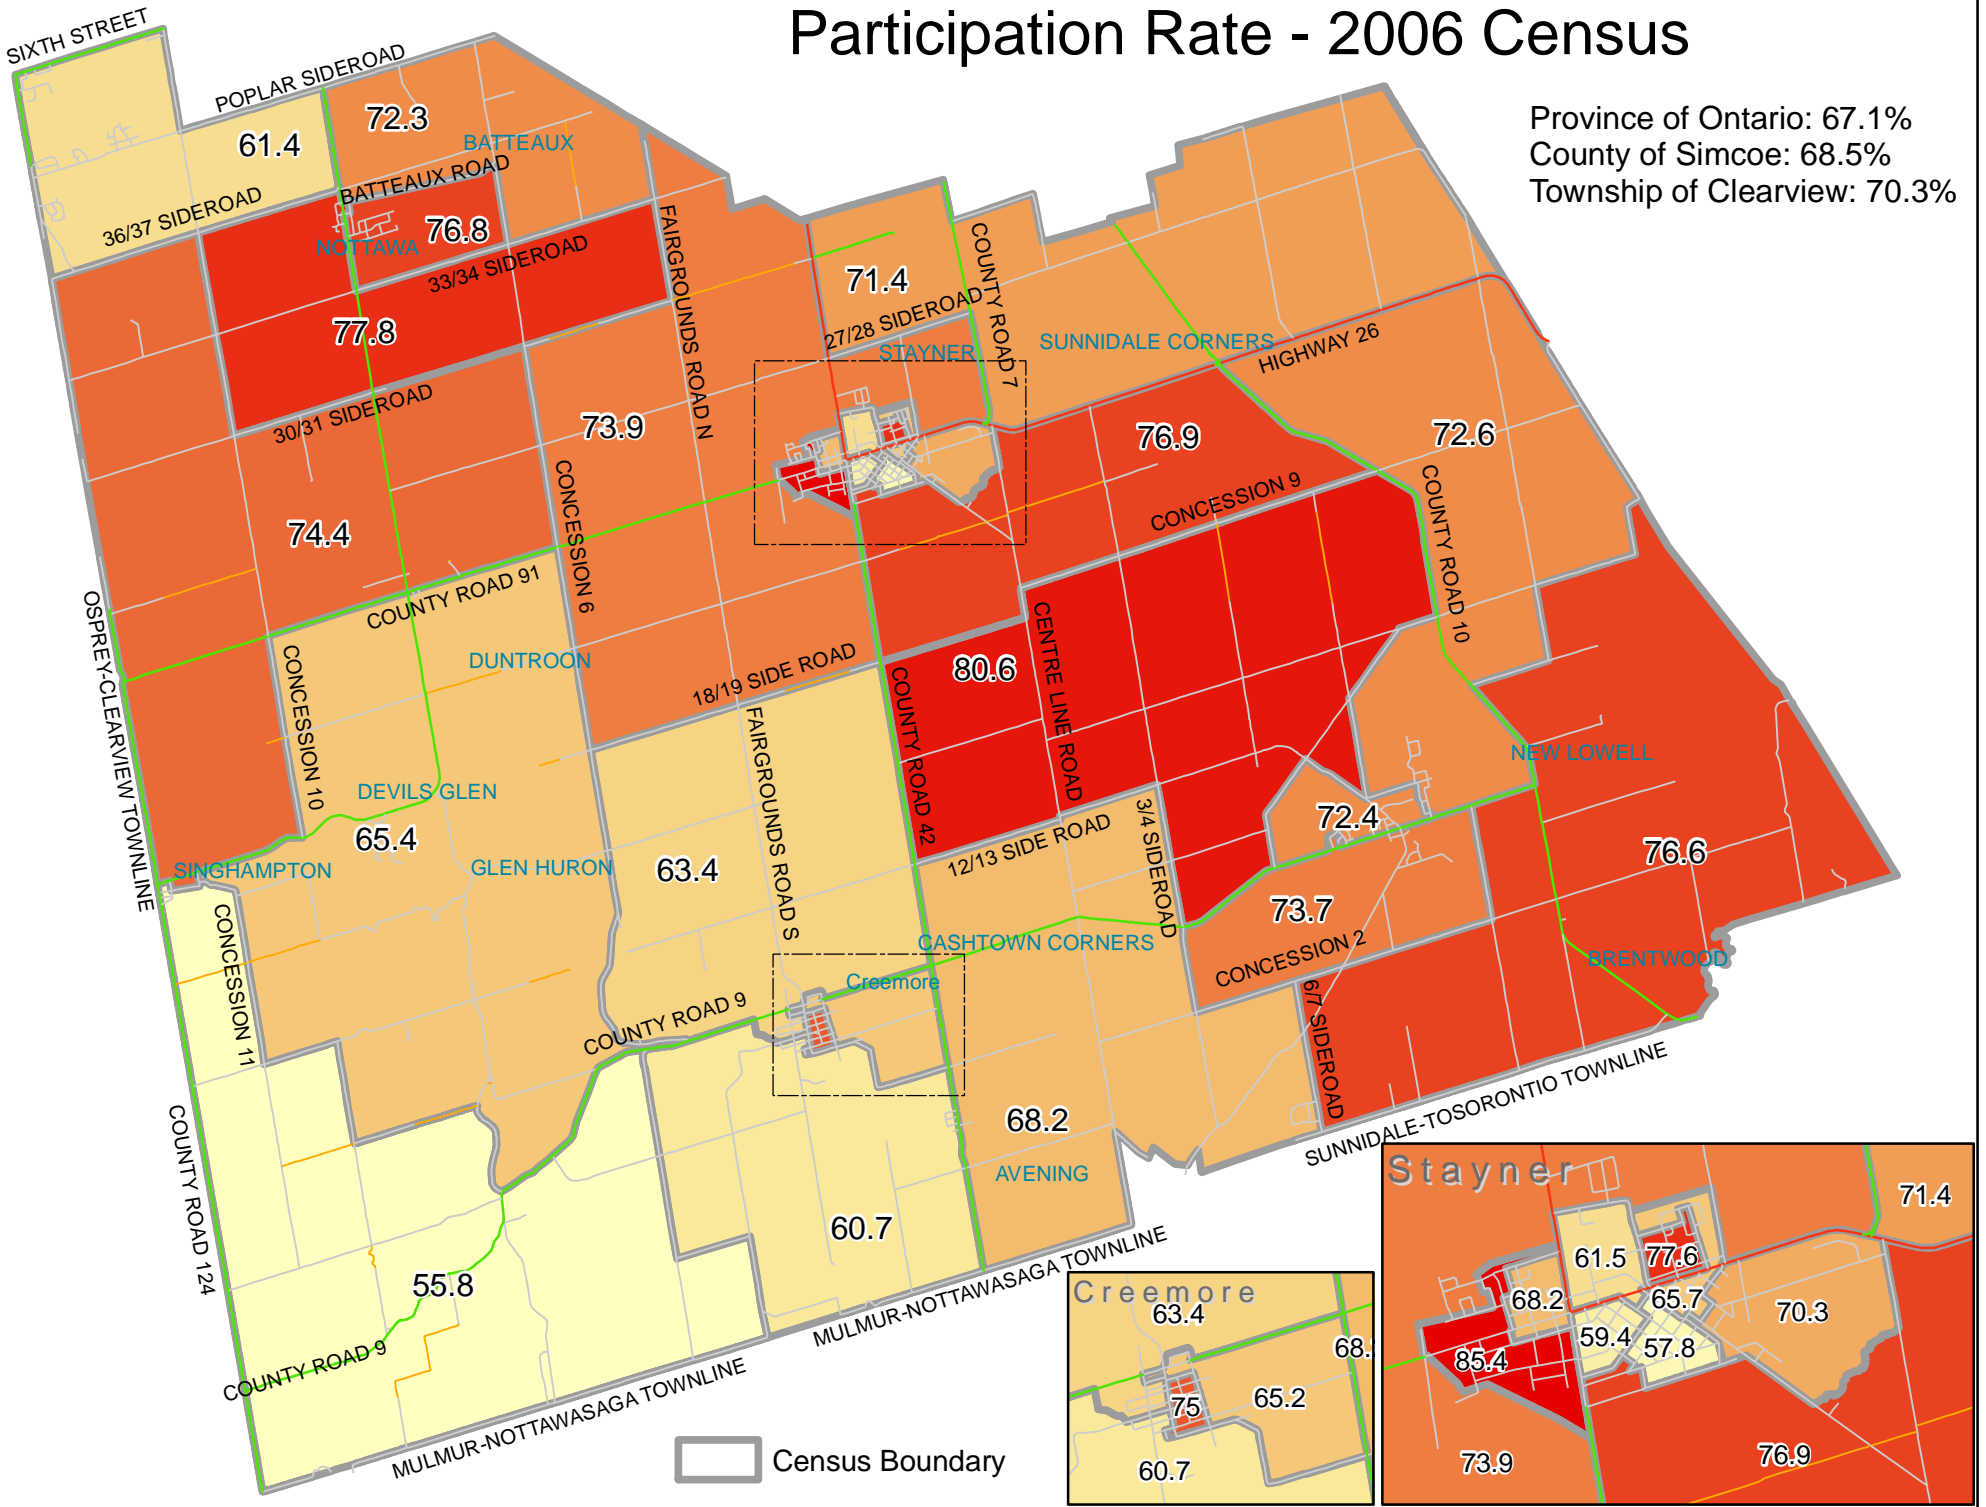 Participation Rate - 2006 Census
Province of Ontario: 67.1%
County of Simcoe: 68.5%
Township of Clearview: 70.3%
SIXTH STREET
POPLAR SIDEROAD
61.4
72.3
BATTEAUX
BATTEAUX ROAD
36/37 SIDEROAD
NOTTAWA
76.8
33/34 SIDEROAD
77.8
30/31 SIDEROAD
FAIRGROUNDS ROAD N
71.4
27/28 SIDEROAD
COUNTY ROAD 7
STAYNER
SUNNIDALE CORNERS
HIGHWAY 26
73.9
76.9
72.6
74.4
CONCESSION 6
CONCESSION 9
COUNTY ROAD 10
COUNTY ROAD 91
OSPREY-CLEARVIEW TOWNLINE
CONCESSION 10
DUNTROON
18/19 SIDE ROAD
80.6
CENTRE LINE ROAD
COUNTY ROAD 42
FAIRGROUNDS ROAD S
NEW LOWELL
DEVILS GLEN
65.4
SINGHAMPTON
GLEN HURON
63.4
12/13 SIDE ROAD
3/4 SIDEROAD
72.4
76.6
73.7
CONCESSION 2
CASHTOWN CORNERS
BRENTWOOD
CONCESSION 11
Creemore
COUNTY ROAD 9
6/7 SIDEROAD
SUNNIDALE-TOSORONTIO TOWNLINE
68.2
AVENING
COUNTY ROAD 124
60.7
55.8
COUNTY ROAD 9
MULMUR-NOTTAWASAGA TOWNLINE
MULMUR-NOTTAWASAGA TOWNLINE
Census Boundary
Creemore
63.4
68.
75
65.2
60.7
Stayner
71.4
61.5
77.6
68.2
65.7
70.3
59.4
57.8
85.4
73.9
76.9